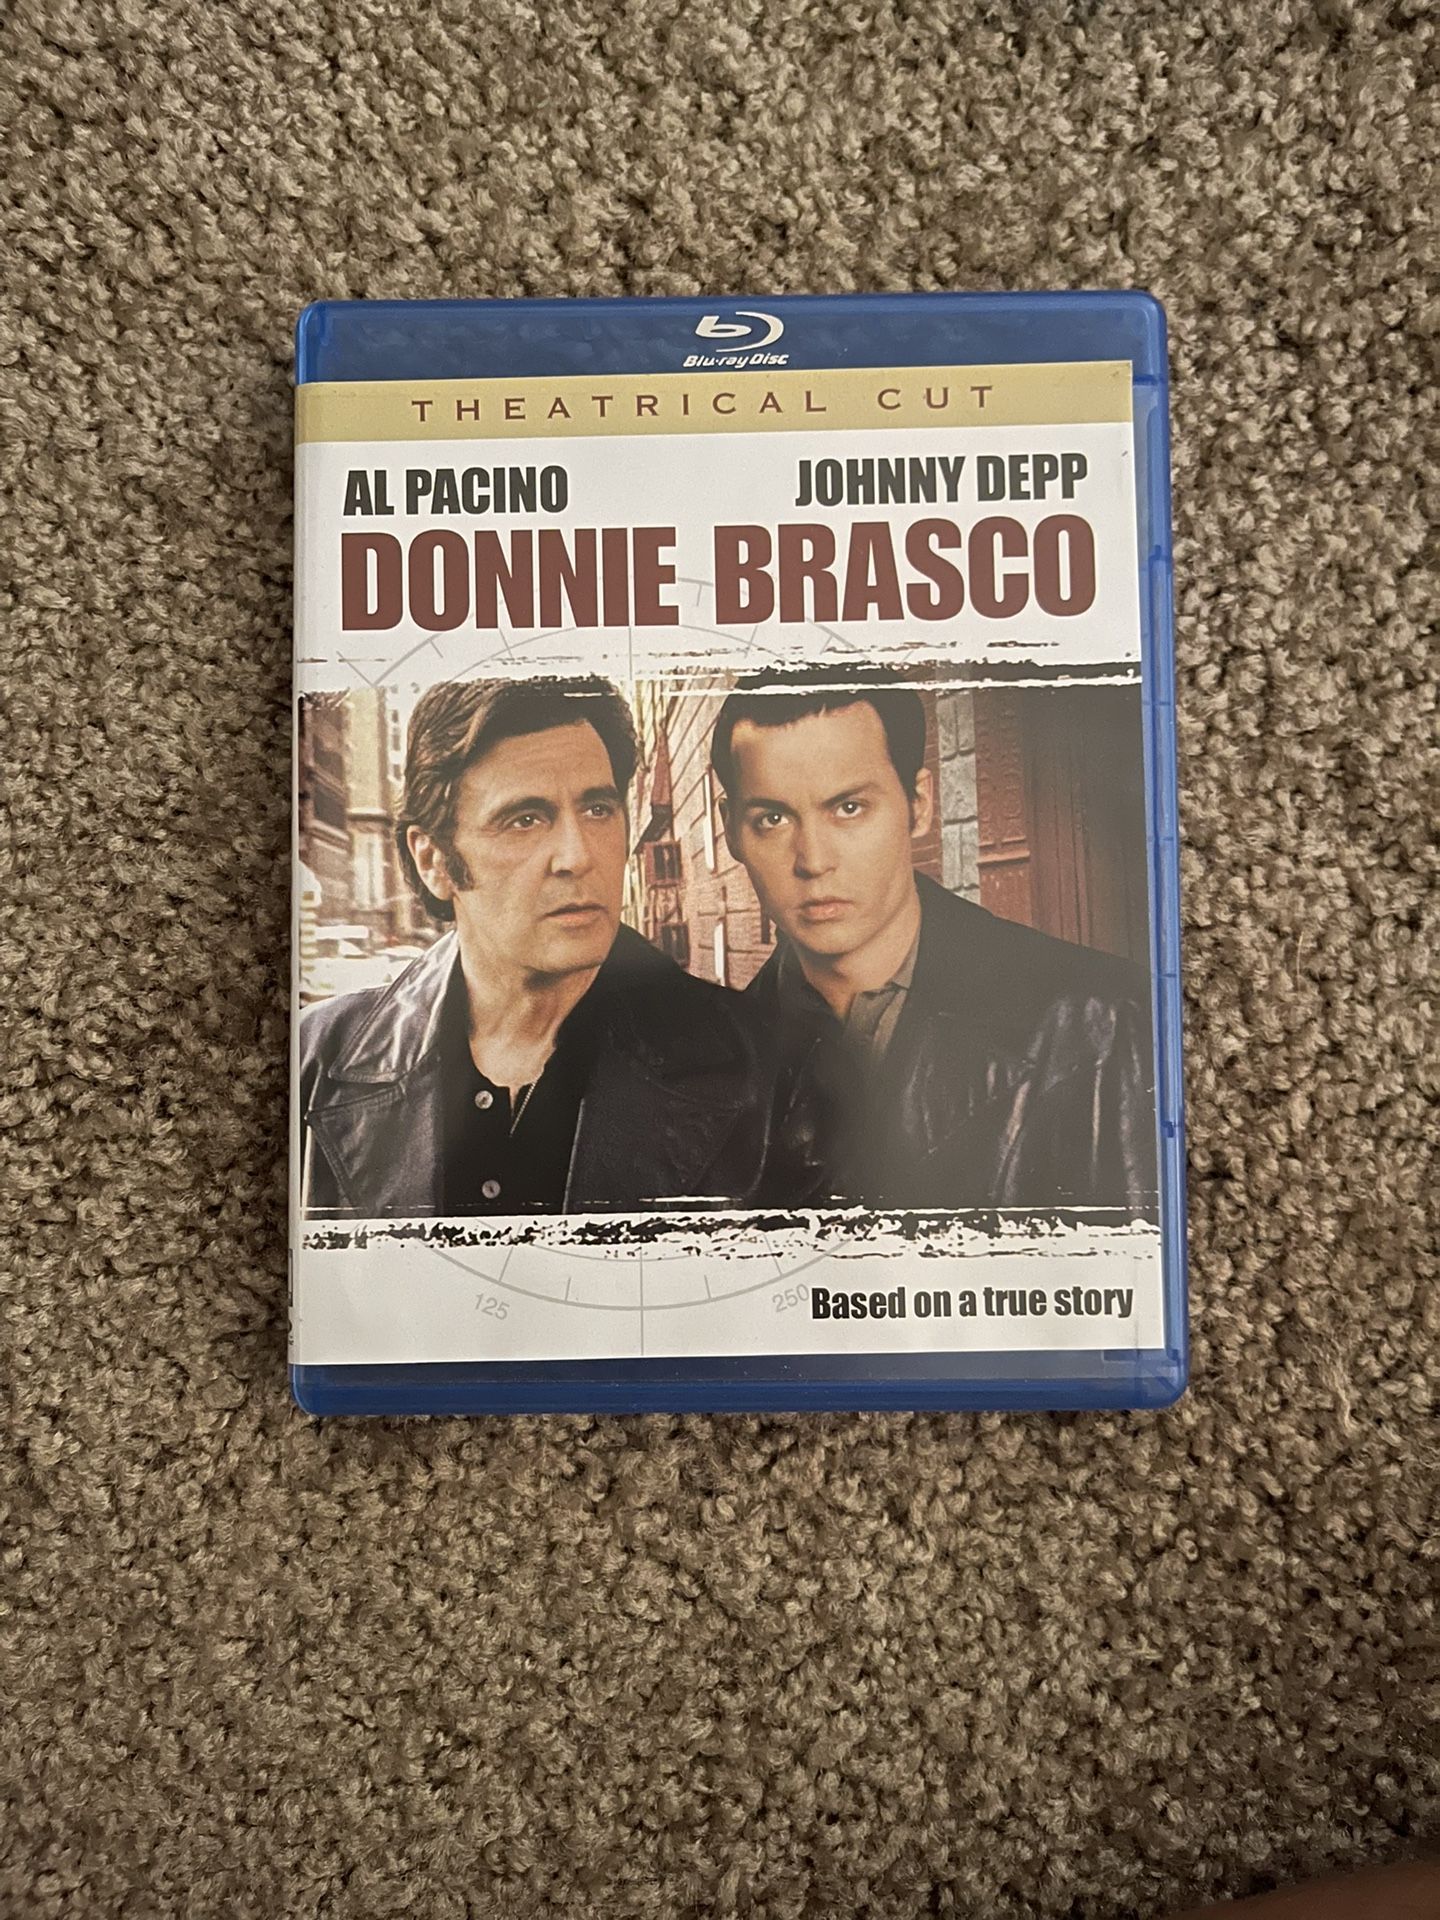 Blu-ray Disc
THEATRICAL CUT
AL PACINO JOHNNY DEPP
DONNIE BRASCO
125
250
Based on a true story